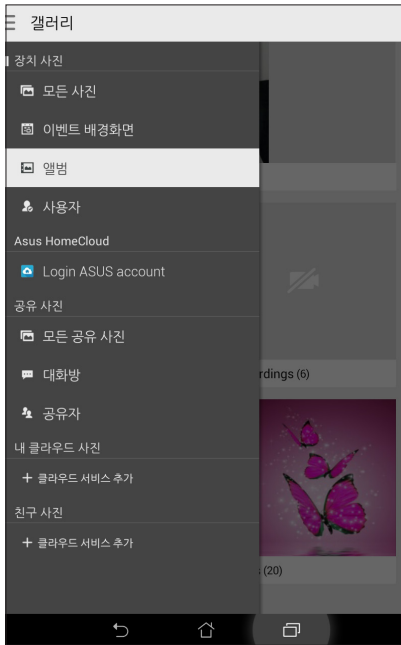 갤러리
장치 사진
모든 사진
이벤트 배경화면
앨범
사용자
Asus HomeCloud
Login ASUS account
공유 사진
모든 공유 사진
대화방
rdings (6)
공유자
내 클라우드 사진
+ 클라우드 서비스 추가
친구 사진
+ 클라우드 서비스 추가
(20)